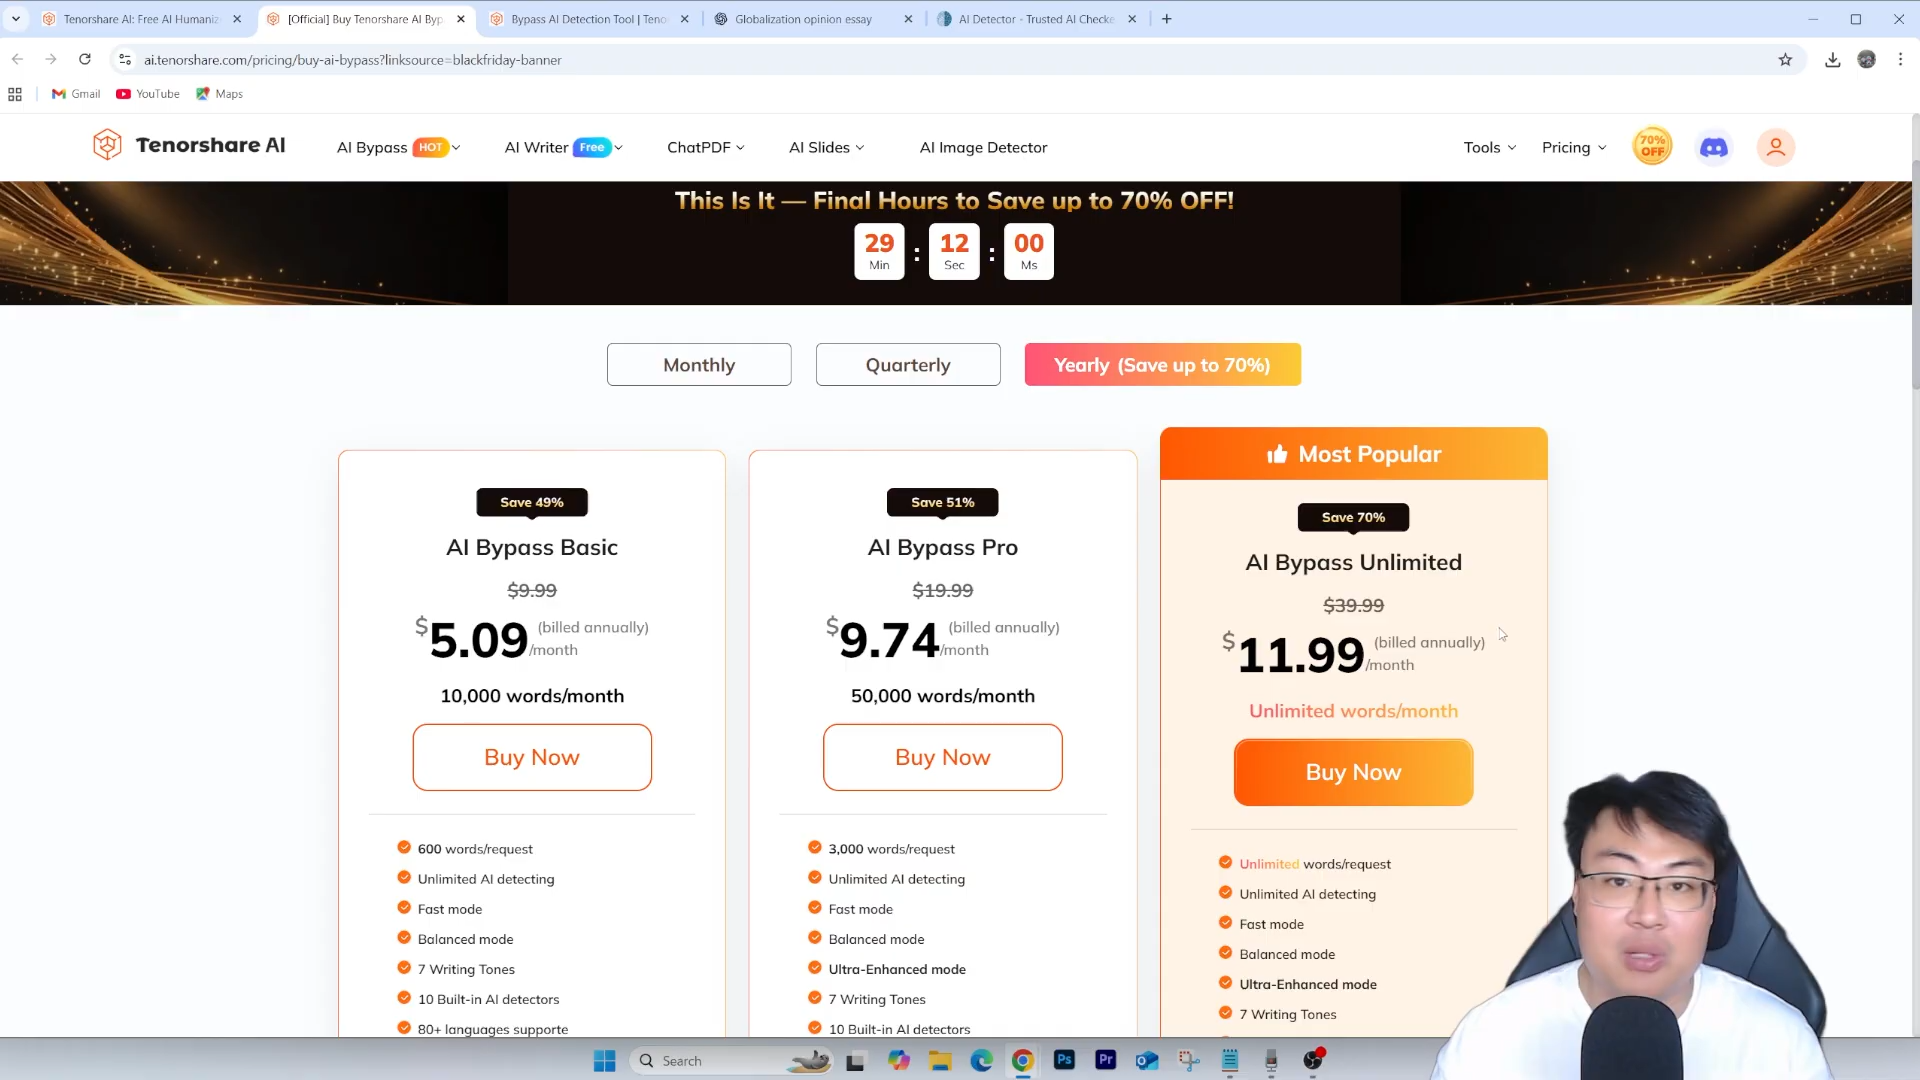 Tenorshare AI: Free AI Humaniz
[Official] Buy Tenorshare AI Byp
Bypass AI Detection Tool | Teno
Globalization opinion essay
AI Detector - Trusted AI Checke
ai.tenorshare.com/pricing/buy-ai-bypass?linksource=blackfriday-banner
Gmail
YouTube
Maps
Tenorshare AI
AI Bypass HOT
AI Writer Free
ChatPDF
AI Slides
AI Image Detector
Tools
Pricing
70%
OFF
This Is It — Final Hours to Save up to 70% OFF!
29 : 12 : 00
Min Sec Ms
Monthly
Quarterly
Yearly (Save up to 70%)
Save 49%
AI Bypass Basic
$9.99
$5.09 (billed annually)
/month
10,000 words/month
Buy Now
600 words/request
Unlimited AI detecting
Fast mode
Balanced mode
7 Writing Tones
10 Built-in AI detectors
80+ languages supporte
Save 51%
AI Bypass Pro
$19.99
$9.74 (billed annually)
/month
50,000 words/month
Buy Now
3,000 words/request
Unlimited AI detecting
Fast mode
Balanced mode
Ultra-Enhanced mode
7 Writing Tones
10 Built-in AI detectors
Most Popular
Save 70%
AI Bypass Unlimited
$39.99
$11.99 (billed annually)
/month
Unlimited words/month
Buy Now
Unlimited words/request
Unlimited AI detecting
Fast mode
Balanced mode
Ultra-Enhanced mode
7 Writing Tones
Search
Ps
Pr